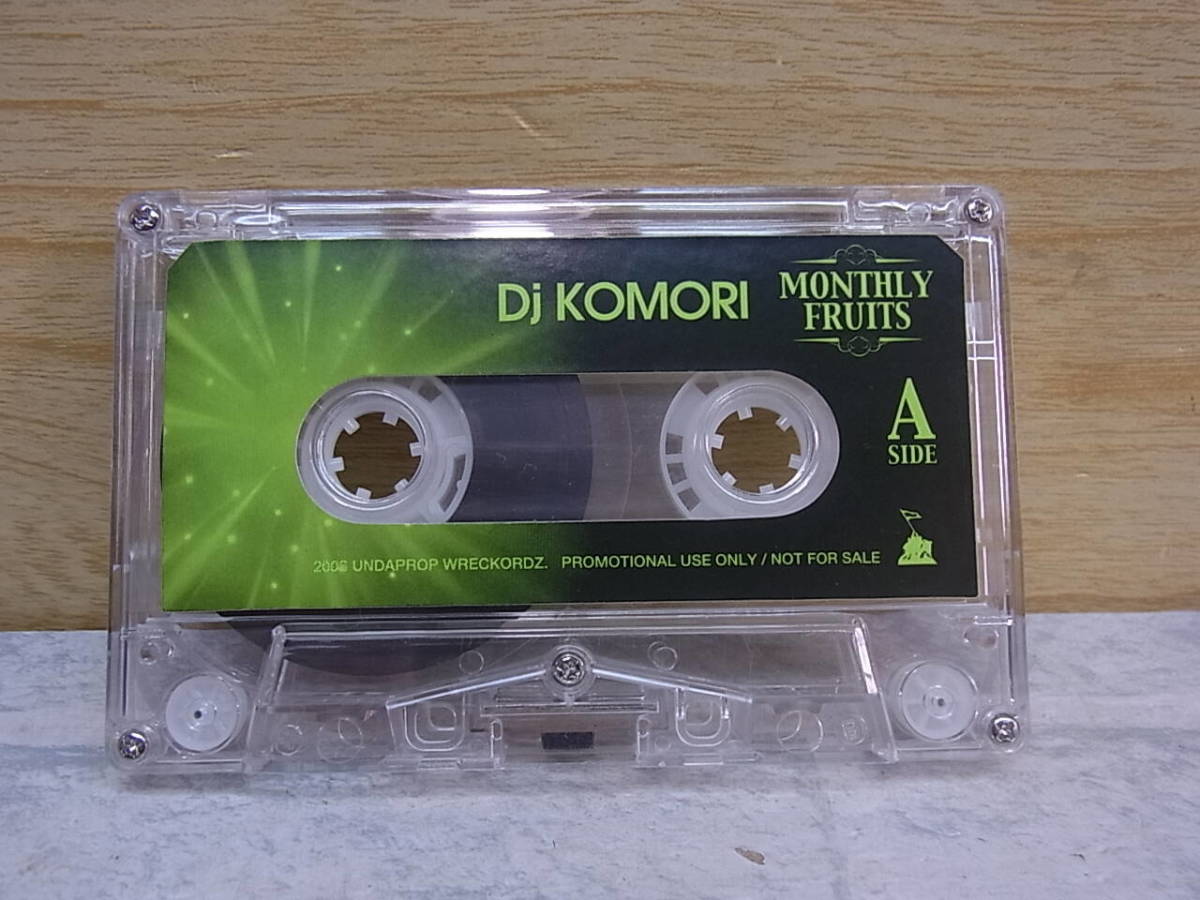 Dj KOMORI
MONTHLY
FRUITS
A
SIDE
UNDAPROP WRECKORDZ. PROMOTIONAL USE ONLY / NOT FOR SALE